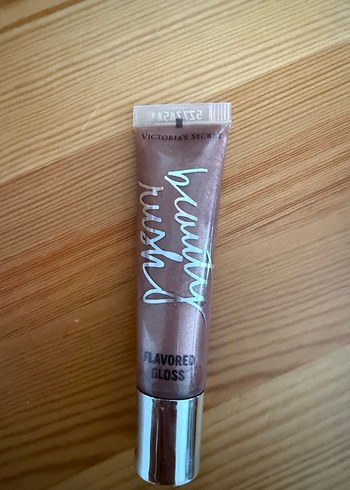 VICTORIA'S SECRET
beauty
rush
FLAVORED
GLOSS